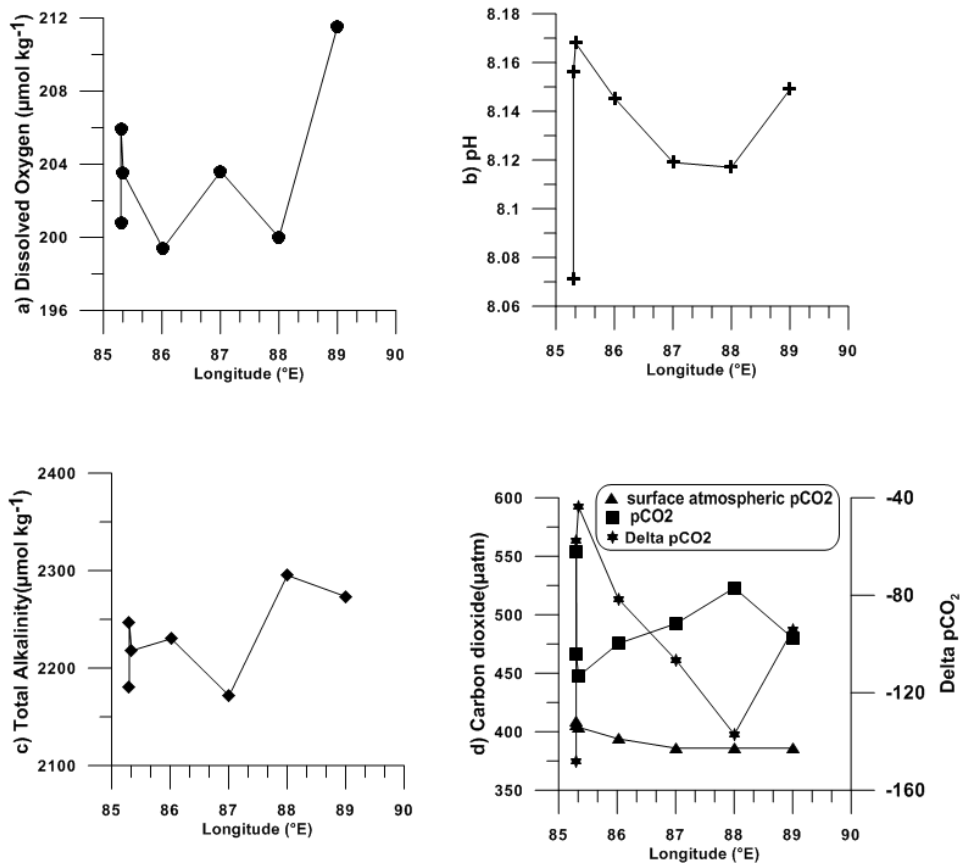 a) Dissolved Oxygen (µmol kg⁻¹)
212
208
204
200
196
85 86 87 88 89 90
Longitude (°E)
b) pH
8.18
8.16
8.14
8.12
8.1
8.08
8.06
85 86 87 88 89 90
Longitude (°E)
c) Total Alkalinity(µmol kg⁻¹)
2400
2300
2200
2100
85 86 87 88 89 90
Longitude (°E)
d) Carbon dioxide(µatm)
600
550
500
450
400
350
surface atmospheric pCO2
pCO2
Delta pCO2
-40
-80
-120
-160
Delta pCO₂
85 86 87 88 89 90
Longitude (°E)